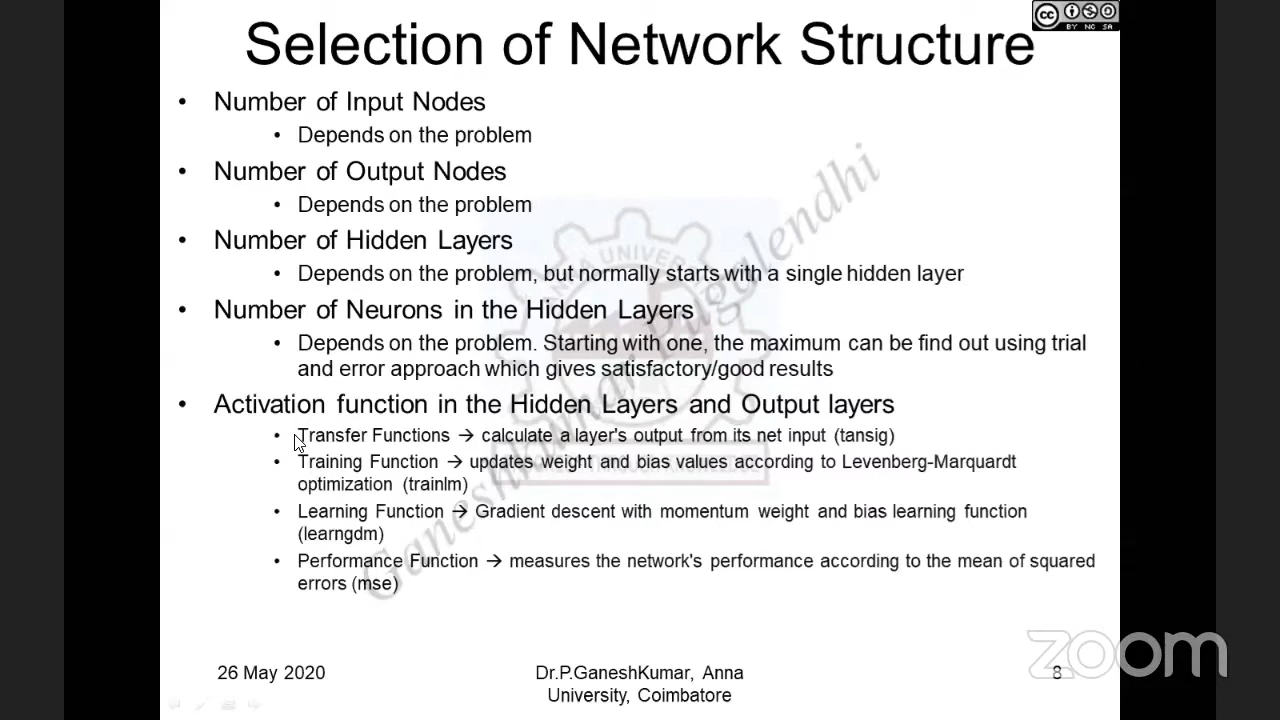 Selection of Network Structure
cc
BY NC SA
• Number of Input Nodes
• Depends on the problem
• Number of Output Nodes
• Depends on the problem
• Number of Hidden Layers
• Depends on the problem, but normally starts with a single hidden layer
• Number of Neurons in the Hidden Layers
• Depends on the problem. Starting with one, the maximum can be find out using trial
and error approach which gives satisfactory/good results
• Activation function in the Hidden Layers and Output layers
• Transfer Functions → calculate a layer's output from its net input (tansig)
• Training Function → updates weight and bias values according to Levenberg-Marquardt
optimization (trainlm)
• Learning Function → Gradient descent with momentum weight and bias learning function
(learngdm)
• Performance Function → measures the network's performance according to the mean of squared
errors (mse)
Ganeshkumar Pugalendhi
26 May 2020
Dr.P.GaneshKumar, Anna
University, Coimbatore
8
zoom